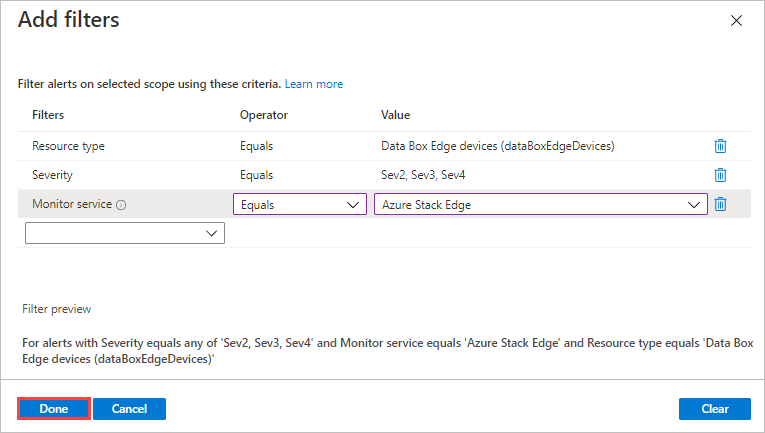 Add filters
Filter alerts on selected scope using these criteria. Learn more
Filters Operator Value
Resource type Equals Data Box Edge devices (dataBoxEdgeDevices)
Severity Equals Sev2, Sev3, Sev4
Monitor service Equals Azure Stack Edge
Filter preview
For alerts with Severity equals any of 'Sev2, Sev3, Sev4' and Monitor service equals 'Azure Stack Edge' and Resource type equals 'Data Box
Edge devices (dataBoxEdgeDevices)'
Done Cancel Clear